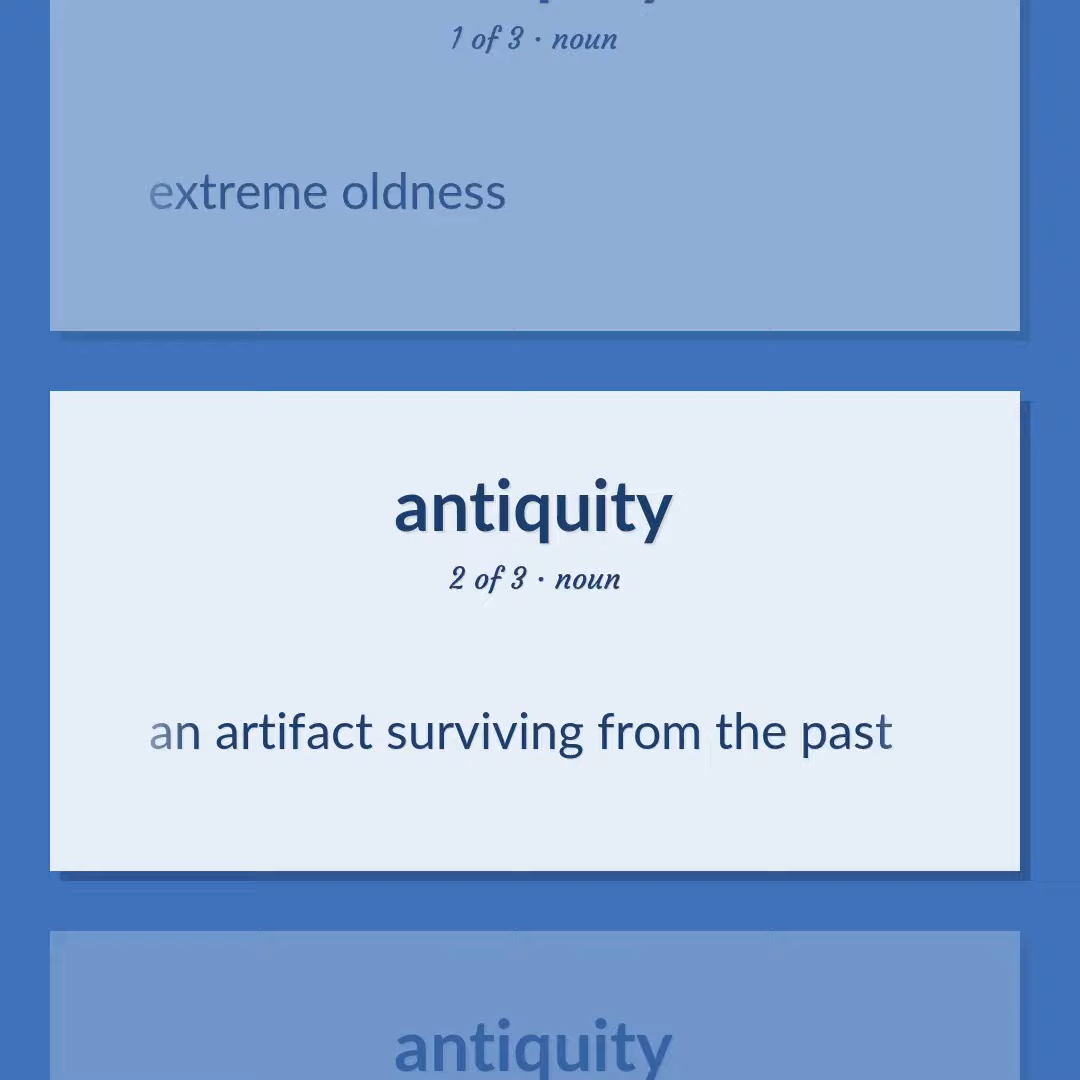 1 of 3 · noun
extreme oldness
antiquity
2 of 3 · noun
an artifact surviving from the past
antiquity